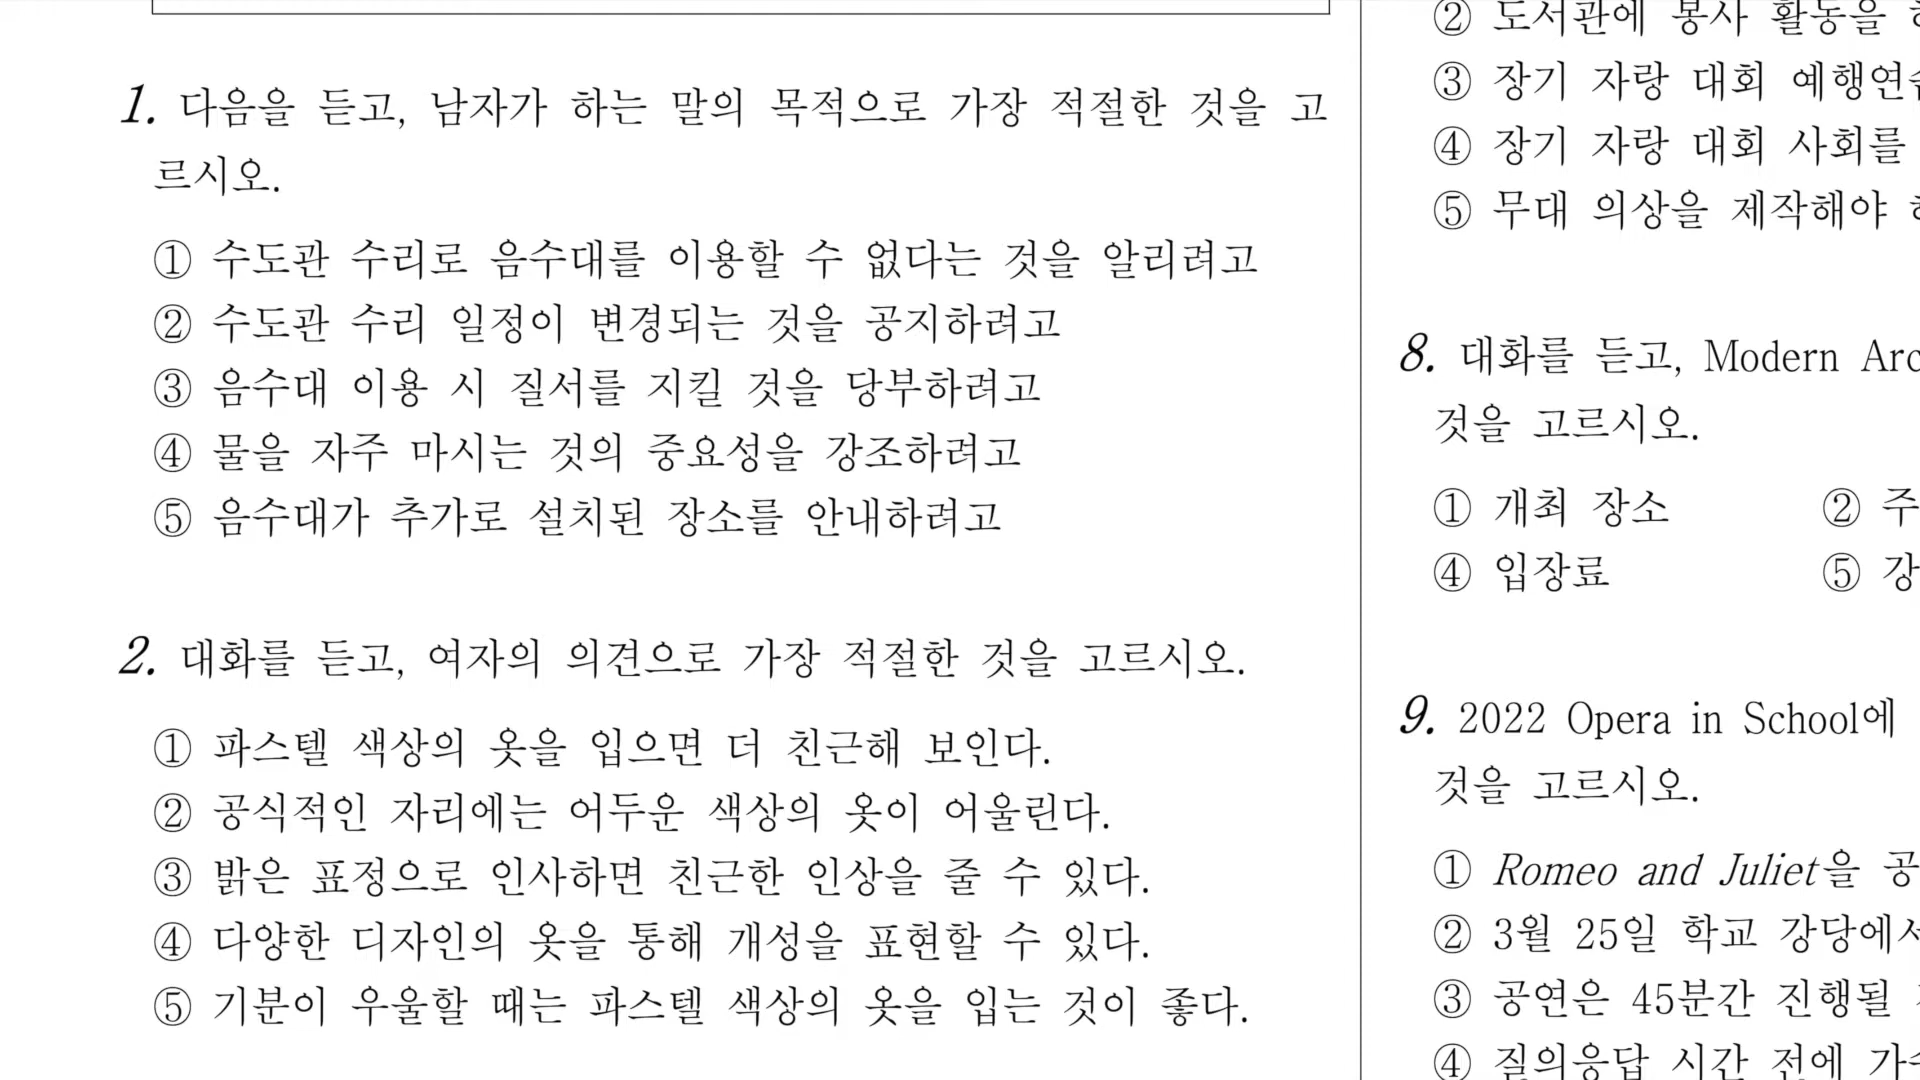 1. 다음을 듣고, 남자가 하는 말의 목적으로 가장 적절한 것을 고
르시오.
① 수도관 수리로 음수대를 이용할 수 없다는 것을 알리려고
② 수도관 수리 일정이 변경되는 것을 공지하려고
③ 음수대 이용 시 질서를 지킬 것을 당부하려고
④ 물을 자주 마시는 것의 중요성을 강조하려고
⑤ 음수대가 추가로 설치된 장소를 안내하려고
2. 대화를 듣고, 여자의 의견으로 가장 적절한 것을 고르시오.
① 파스텔 색상의 옷을 입으면 더 친근해 보인다.
② 공식적인 자리에는 어두운 색상의 옷이 어울린다.
③ 밝은 표정으로 인사하면 친근한 인상을 줄 수 있다.
④ 다양한 디자인의 옷을 통해 개성을 표현할 수 있다.
⑤ 기분이 우울할 때는 파스텔 색상의 옷을 입는 것이 좋다.
② 도서관에 봉사 활동을
③ 장기 자랑 대회
④ 장기 자랑 대회 사회를
⑤ 무대 의상을 제작해야
8. 대화를 듣고, Modern
것을 고르시오.
① 개최 장소 ②
④ 입장료 ⑤
9. 2022 Opera in School에
것을 고르시오.
① Romeo and Juliet을
② 3월 25일 학교
③ 공연은 45분간 진행될
④ 질의응답 시간 전에